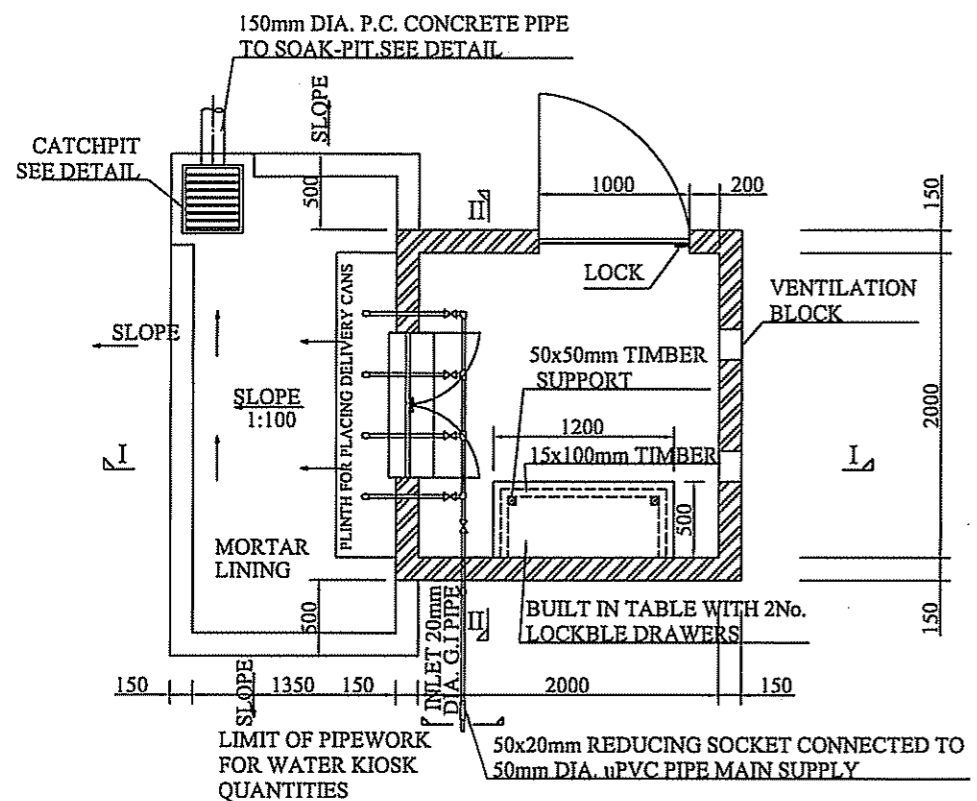 150mm DIA. P.C. CONCRETE PIPE
TO SOAK-PIT.SEE DETAIL
CATCHPIT
SEE DETAIL
SLOPE
500
II
1000
200
150
LOCK
VENTILATION
BLOCK
SLOPE
50x50mm TIMBER
SUPPORT
PLINTH FOR PLACING DELIVERY CANS
SLOPE
1:100
1200
2000
I
15x100mm TIMBER
I
500
MORTAR
LINING
500
INLET 20mm
DIA. G.I PIPE
II
BUILT IN TABLE WITH 2No.
LOCKBLE DRAWERS
150
150
1350
150
2000
150
SLOPE
LIMIT OF PIPEWORK
FOR WATER KIOSK
QUANTITIES
50x20mm REDUCING SOCKET CONNECTED TO
50mm DIA. uPVC PIPE MAIN SUPPLY